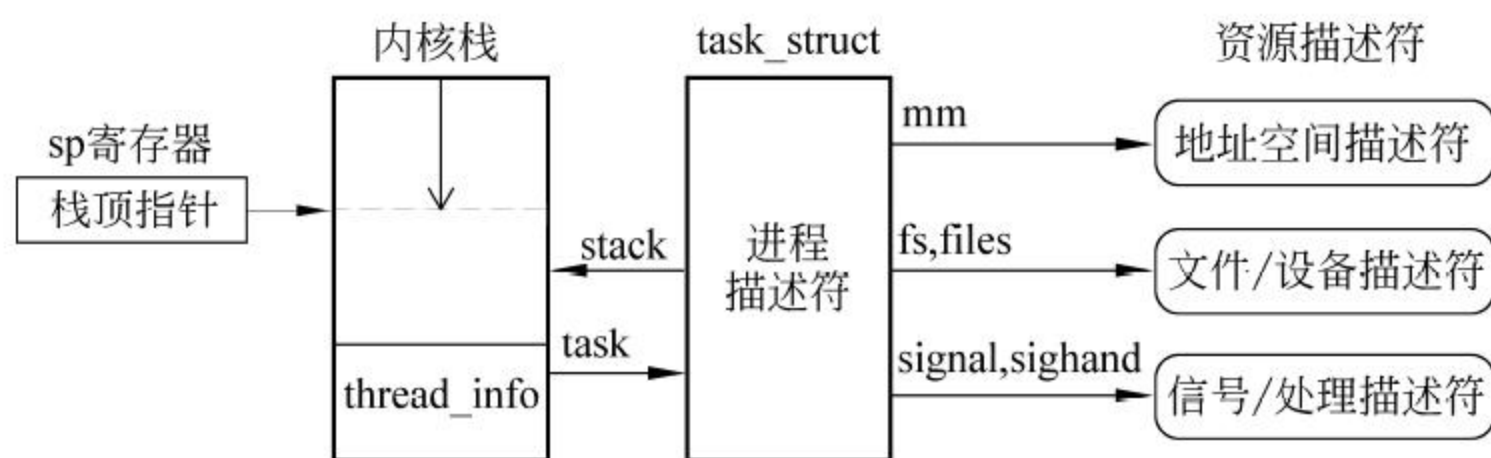 内核栈
task_struct
资源描述符
sp寄存器
栈顶指针
mm
地址空间描述符
stack
进程
描述符
fs,files
文件/设备描述符
task
thread_info
signal,sighand
信号/处理描述符